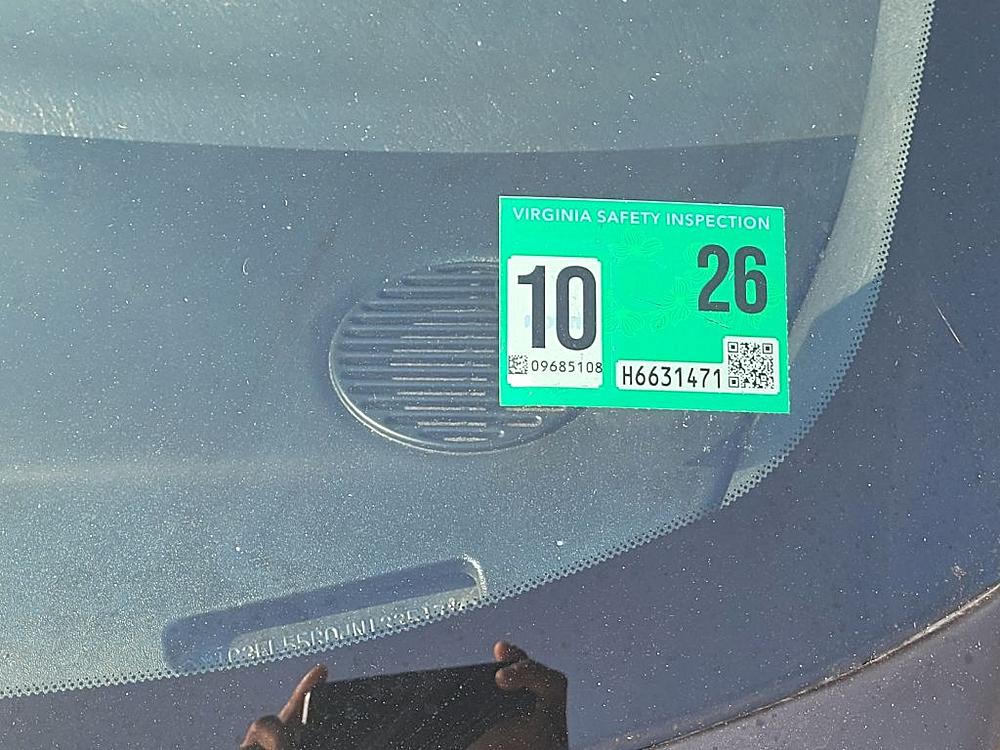 VIRGINIA SAFETY INSPECTION
10
26
09685108
H6631471